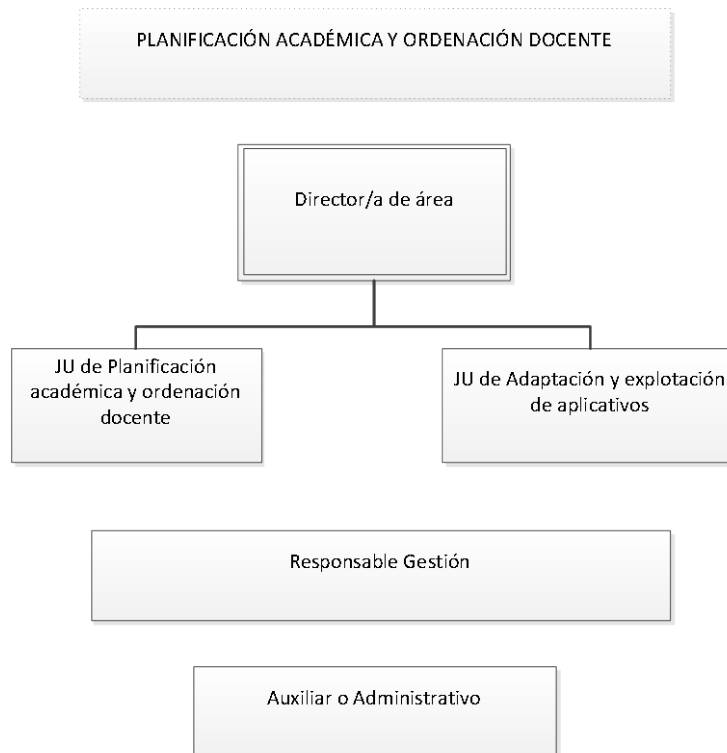 PLANIFICACIÓN ACADÉMICA Y ORDENACIÓN DOCENTE
Director/a de área
JU de Planificación
académica y ordenación
docente
JU de Adaptación y explotación
de aplicativos
Responsable Gestión
Auxiliar o Administrativo